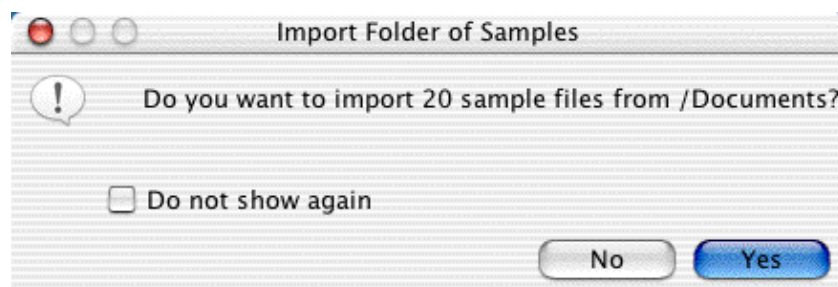 Import Folder of Samples
Do you want to import 20 sample files from /Documents?
Do not show again
No Yes